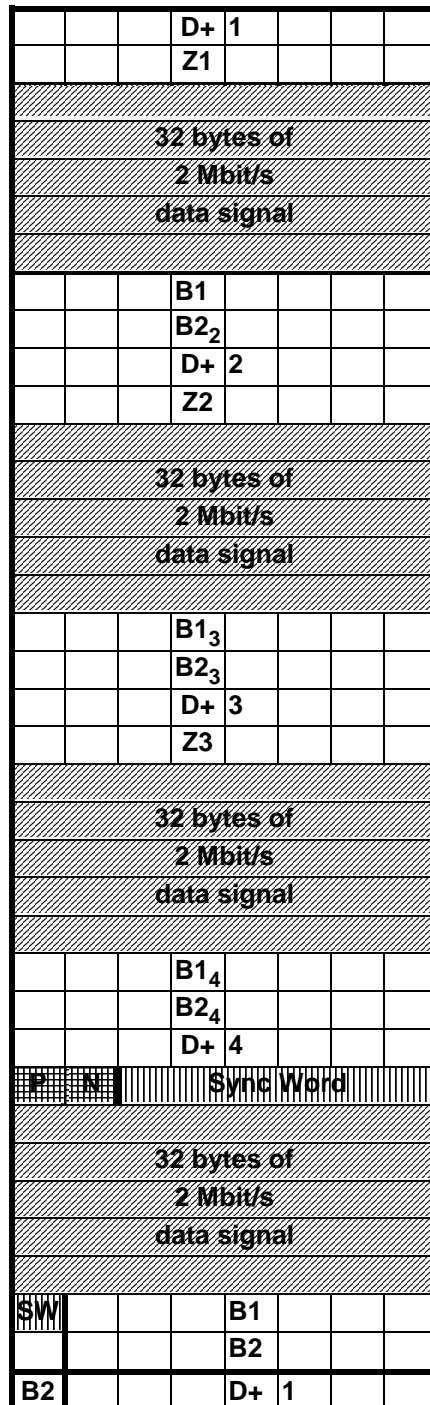 D+ 1
Z1
32 bytes of
2 Mbit/s
data signal
B1
B2₂
D+ 2
Z2
32 bytes of
2 Mbit/s
data signal
B1₃
B2₃
D+ 3
Z3
32 bytes of
2 Mbit/s
data signal
B1₄
B2₄
D+ 4
P N Sync Word
32 bytes of
2 Mbit/s
data signal
SW B1
B2
B2 D+ 1